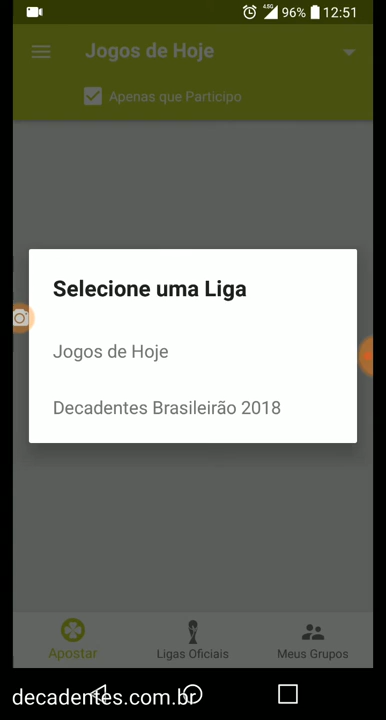 96% 12:51
Jogos de Hoje
Apenas que Participo
Selecione uma Liga
Jogos de Hoje
Decadentes Brasileirão 2018
Apostar
Ligas Oficiais
Meus Grupos
decadentes.com.br